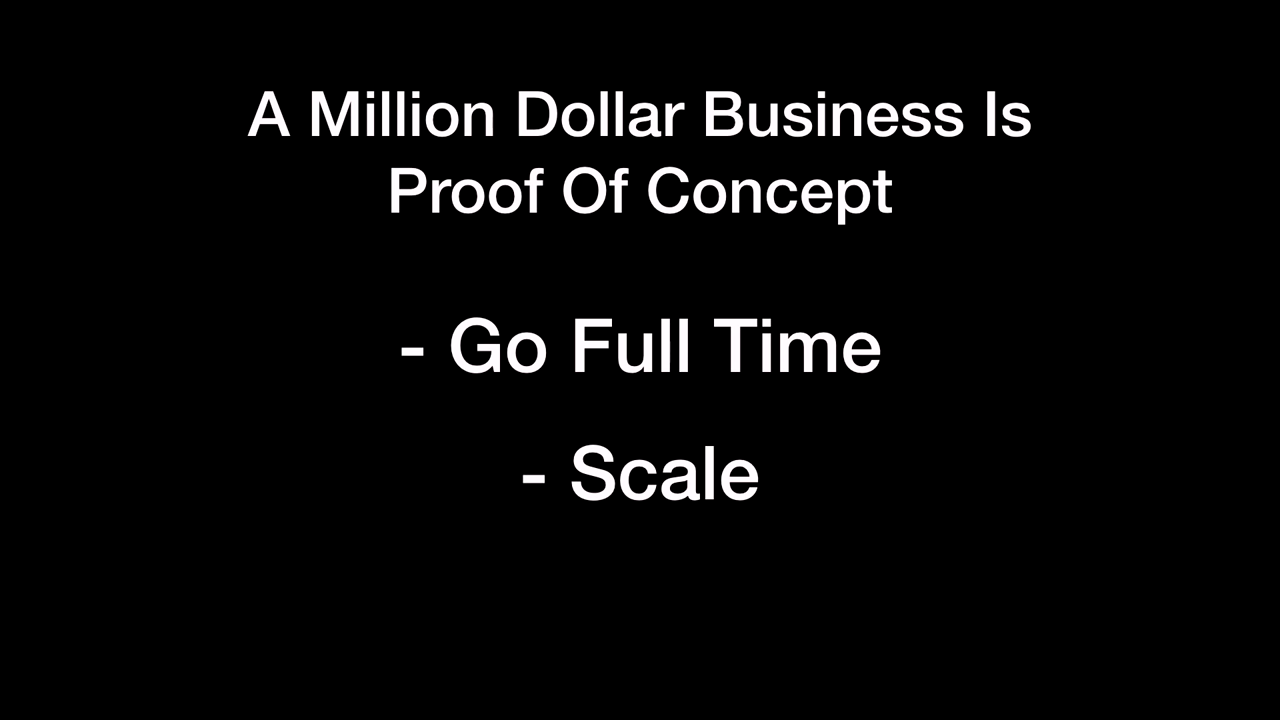 A Million Dollar Business Is
Proof Of Concept
- Go Full Time
- Scale